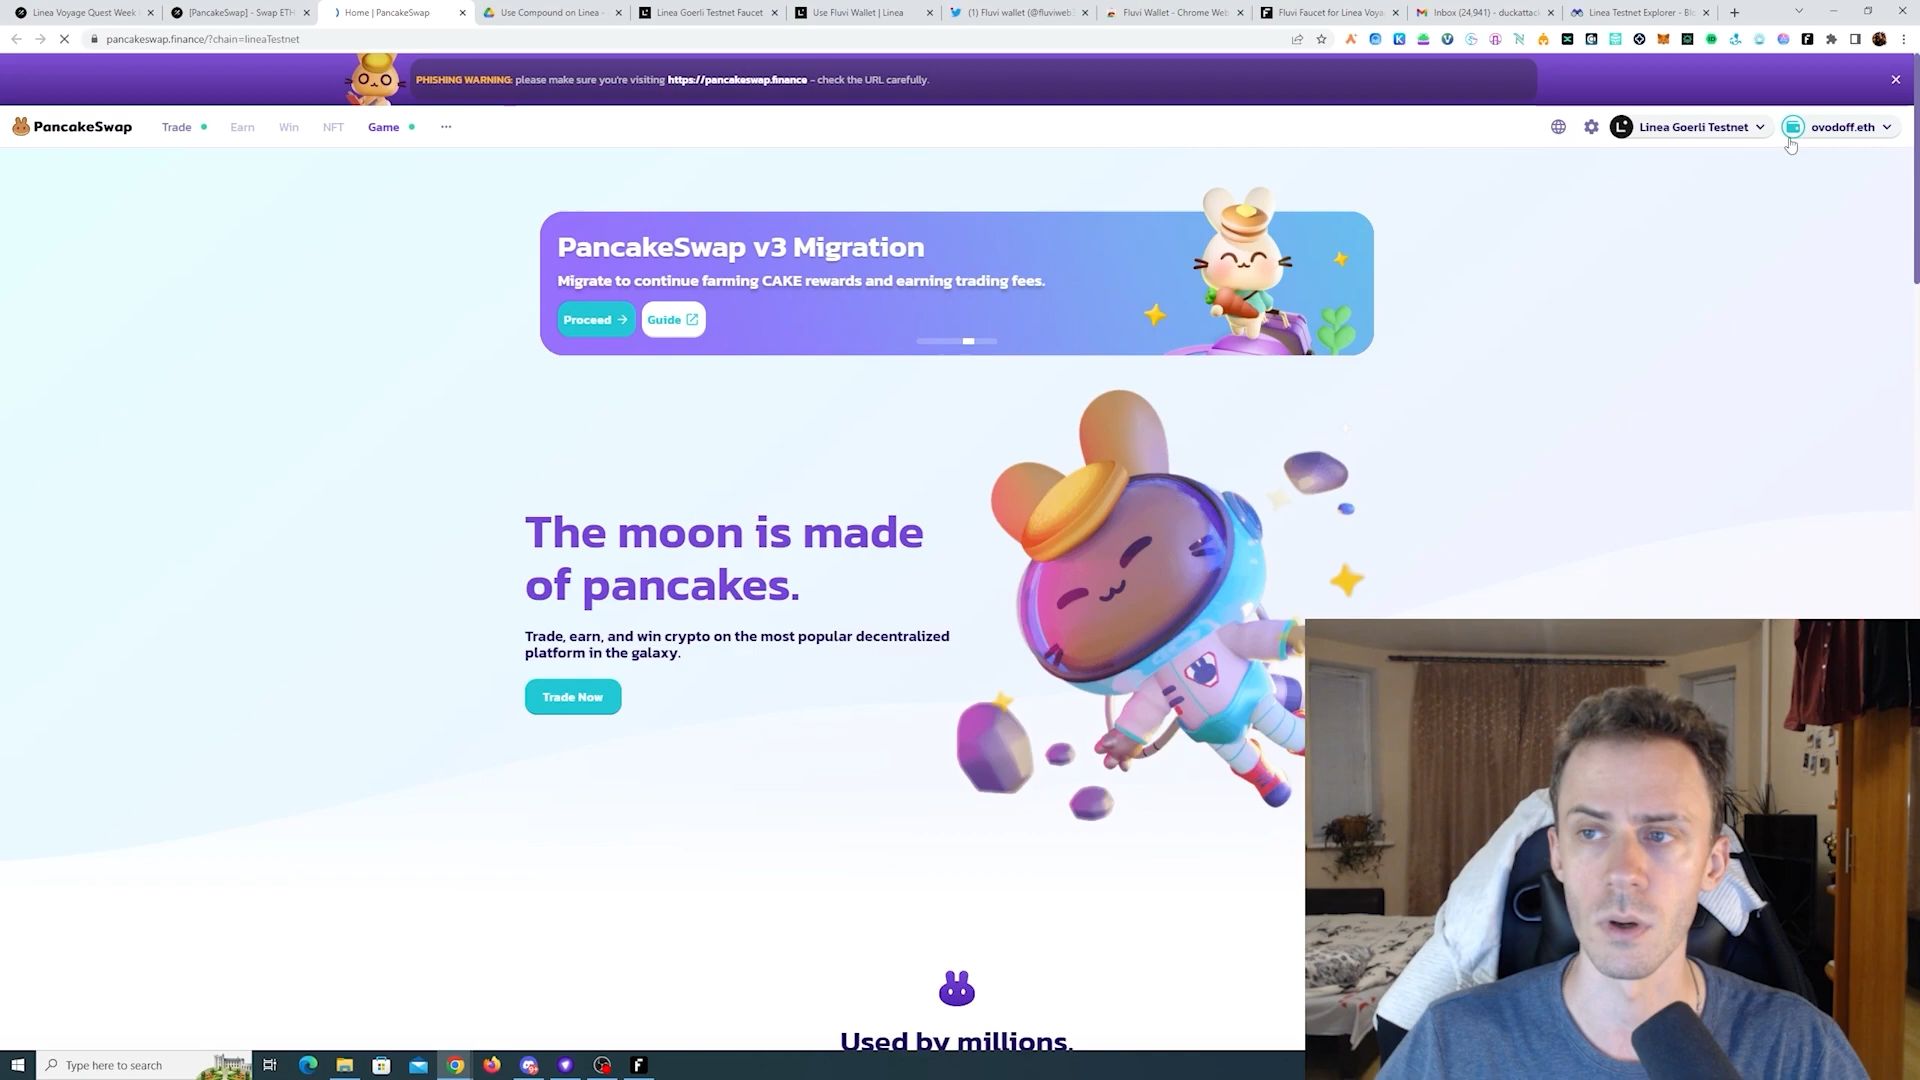 Linea Voyage Quest Week
[PancakeSwap] - Swap ETH
Home | PancakeSwap
Use Compound on Linea -
Linea Goerli Testnet Faucet
Use Fluvi Wallet | Linea
(1) Fluvi wallet (@fluviweb3
Fluvi Wallet - Chrome Web
Fluvi Faucet for Linea Voya
Inbox (24,941) - duckattac
Linea Testnet Explorer - Blo
pancakeswap.finance/?chain=lineaTestnet
PHISHING WARNING: please make sure you're visiting https://pancakeswap.finance - check the URL carefully.
PancakeSwap
Trade
Earn
Win
NFT
Game
Linea Goerli Testnet
ovodoff.eth
PancakeSwap v3 Migration
Migrate to continue farming CAKE rewards and earning trading fees.
Proceed
Guide
The moon is made
of pancakes.
Trade, earn, and win crypto on the most popular decentralized
platform in the galaxy.
Trade Now
Used by millions.
Type here to search